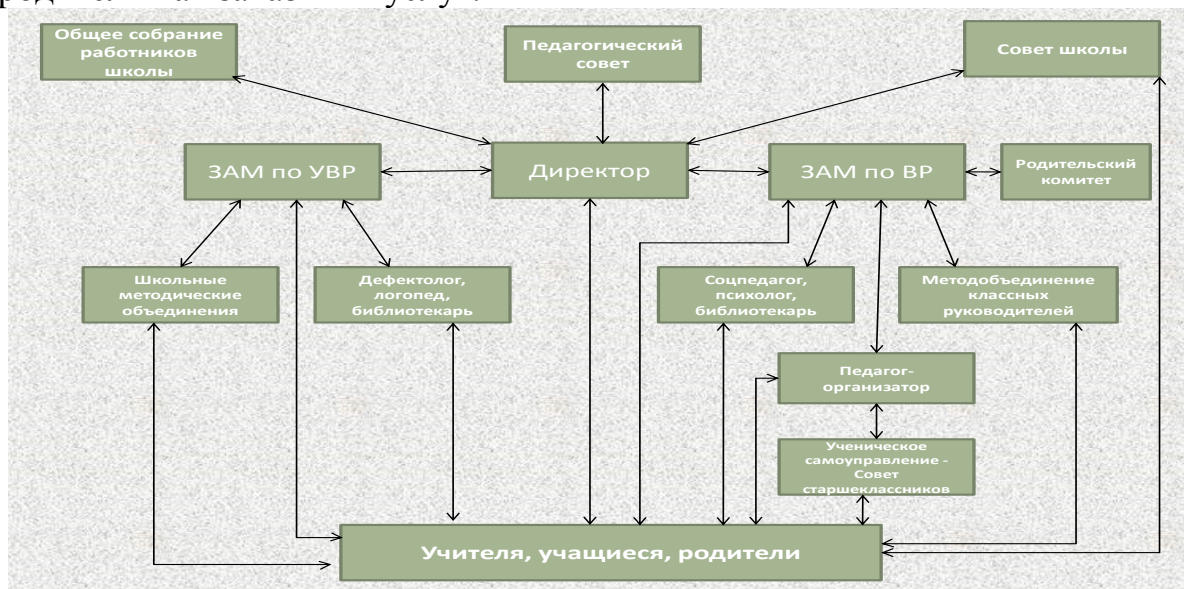 Общее собрание
работников
школы
Педагогический
совет
Совет школы
ЗАМ по УВР
Директор
ЗАМ по ВР
Родительский
комитет
Школьные
методические
объединения
Дефектолог,
логопед,
библиотекарь
Соцпедагог,
психолог,
библиотекарь
Методобъединение
классных
руководителей
Педагог-
организатор
Ученическое
самоуправление -
Совет
старшеклассников
Учителя, учащиеся, родители